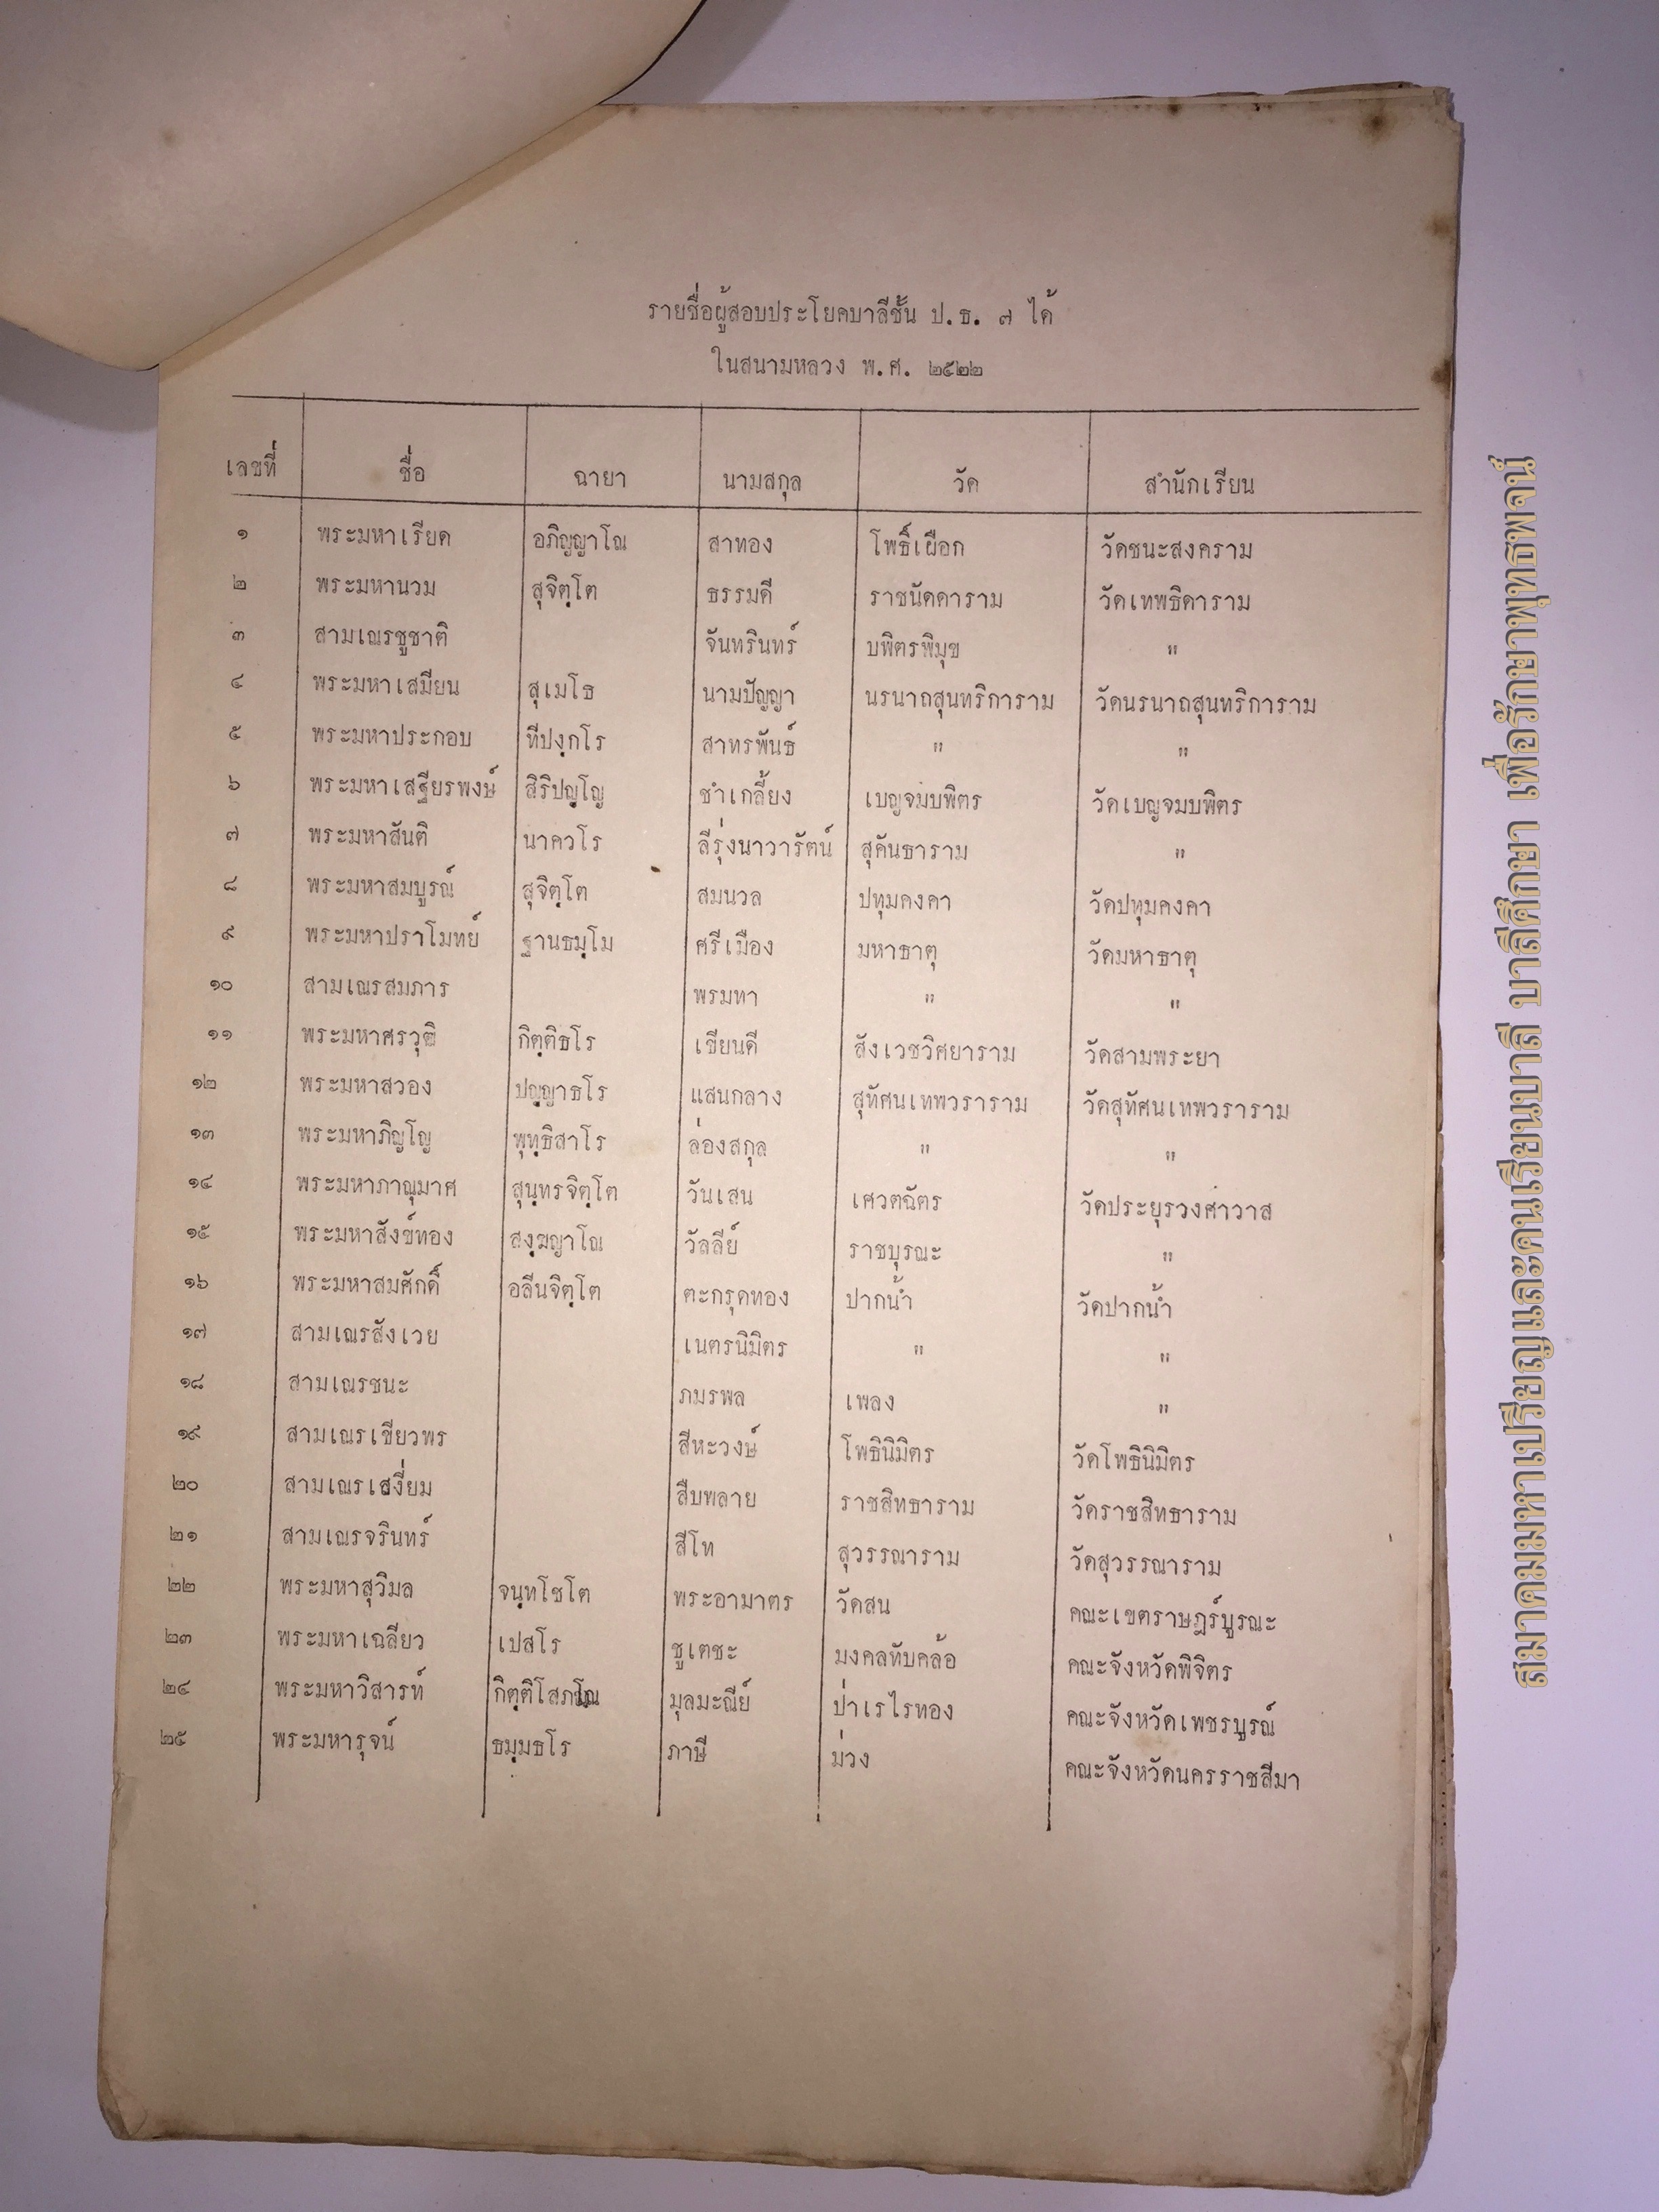 รายชื่อผู้สอบประโยคบาลีชั้น ป.ธ. ๗ ได้
ในสนามหลวง พ.ศ. ๒๕๒๒
เลขที่ ชื่อ ฉายา นามสกุล วัด สำนักเรียน
๑ พระมหาเรียด อภิญฺญาโณ สาทอง โพธิ์เผือก วัดชนะสงคราม
๒ พระมหานวม สุจิตฺโต ธรรมดี ราชนัดดาราม วัดเทพธิดาราม
๓ สามเณรชูชาติ จันทรินทร์ บพิตรพิมุข "
๔ พระมหาเสมียน สุเมโธ นามปัญญา นรนาถสุนทริการาม วัดนรนาถสุนทริการาม
๕ พระมหาประกอบ ทีปงฺกโร สาทรพันธ์ " "
๖ พระมหาเสฐียรพงษ์ สิริปญฺโญ ชำเกลี้ยง เบญจมบพิตร วัดเบญจมบพิตร
๗ พระมหาสันติ นาควโร ลีรุ่งนาวารัตน์ สุคันธาราม "
๘ พระมหาสมบูรณ์ สุจิตฺโต สมนวล ปทุมคงคา วัดปทุมคงคา
๙ พระมหาปราโมทย์ ฐานธมฺโม ศรีเมือง มหาธาตุ วัดมหาธาตุ
๑๐ สามเณรสมภาร พรมทา " "
๑๑ พระมหาศรวุฒิ กิตฺติธโร เขียนดี สังเวชวิศยาราม วัดสามพระยา
๑๒ พระมหาสวอง ปญฺญาธโร แสนกลาง สุทัศนเทพวราราม วัดสุทัศนเทพวราราม
๑๓ พระมหาภิญโญ พุทฺธิสาโร ล่องสกุล " "
๑๔ พระมหาภาณุมาศ สุนฺทรจิตฺโต วันเสน เศวตฉัตร วัดประยุรวงศาวาส
๑๕ พระมหาสังข์ทอง สงฺฆญาโณ วัลลีย์ ราชบุรณะ "
๑๖ พระมหาสมศักดิ์ อลีนจิตฺโต ตะกรุดทอง ปากน้ำ วัดปากน้ำ
๑๗ สามเณรสังเวย เนตรนิมิตร " "
๑๘ สามเณรชนะ ภมรพล เพลง "
๑๙ สามเณรเขียวพร สีหะวงษ์ โพธินิมิตร วัดโพธินิมิตร
๒๐ สามเณรเสงี่ยม สืบพลาย ราชสิทธาราม วัดราชสิทธาราม
๒๑ สามเณรจรินทร์ สีโท สุวรรณาราม วัดสุวรรณาราม
๒๒ พระมหาสุวิมล จนฺทโชโต พระอามาตร วัดสน คณะเขตราษฎร์บูรณะ
๒๓ พระมหาเฉลียว เปสโร ชูเตชะ มงคลทับคล้อ คณะจังหวัดพิจิตร
๒๔ พระมหาวิสารท์ กิตฺติโสภโณ มุลมะณีย์ ป่าเรไรทอง คณะจังหวัดเพชรบูรณ์
๒๕ พระมหารุจน์ ธมฺมธโร ภาษี ม่วง คณะจังหวัดนครราชสีมา
สมาคมมหาเปรียญและคนเรียนบาลี บาลีศึกษา เพื่อรักษาพุทธพจน์